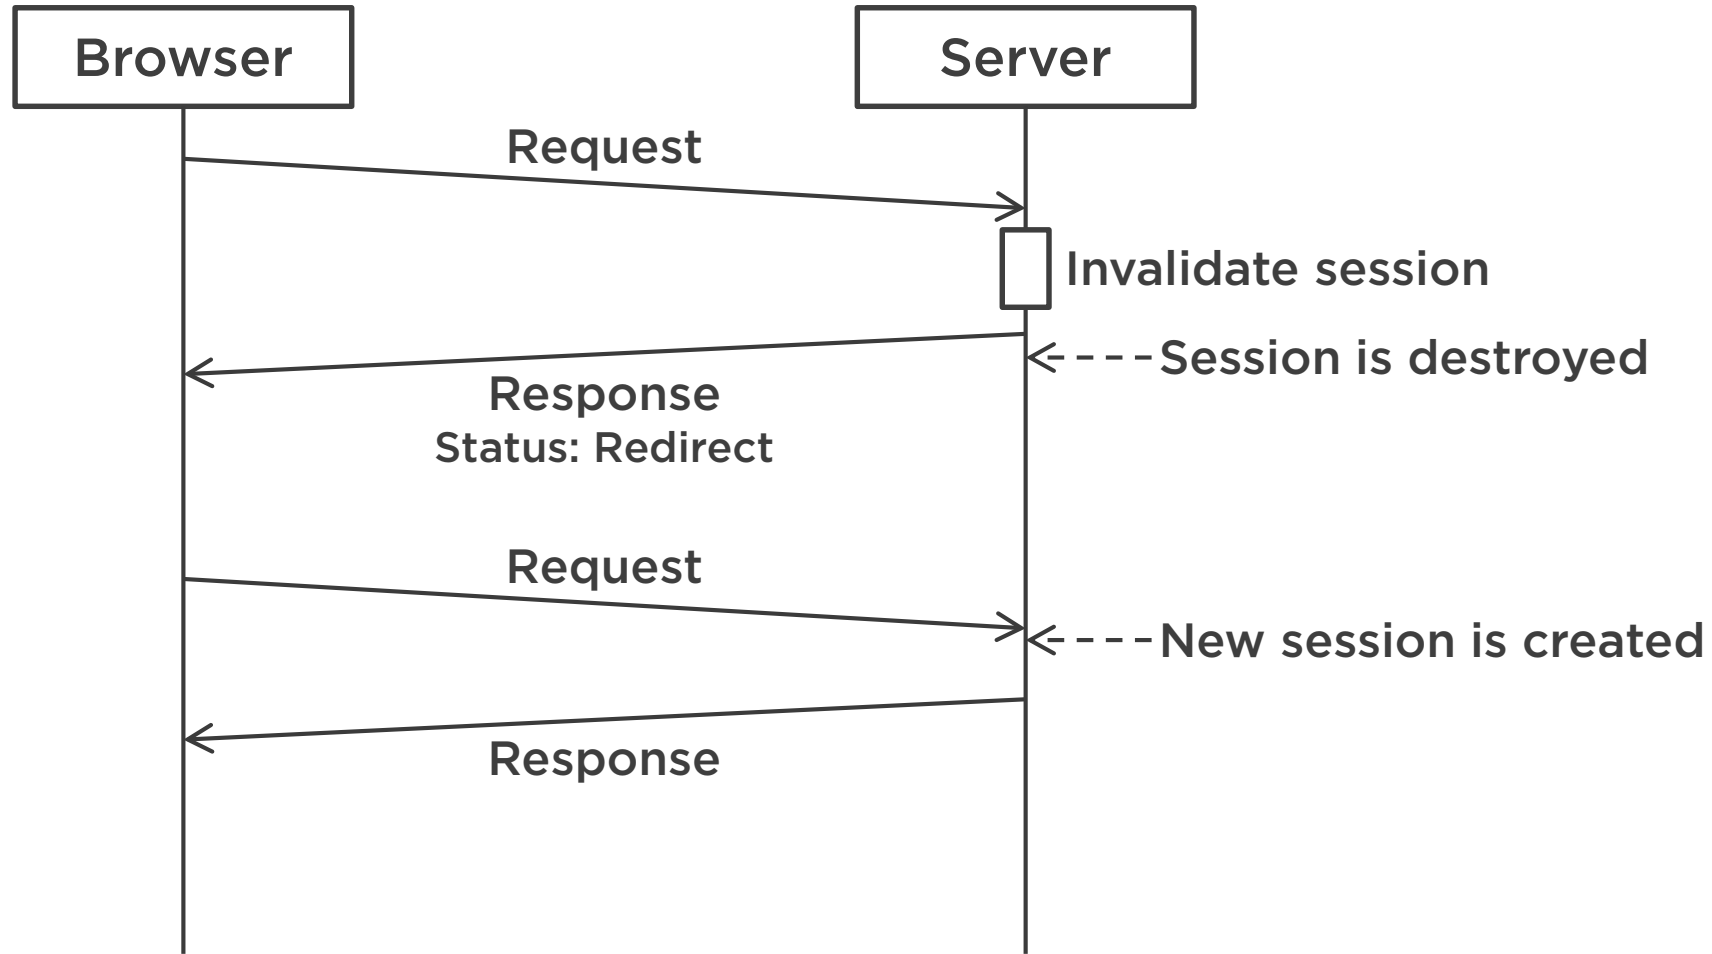 Browser
Server
Request
Invalidate session
Session is destroyed
Response
Status: Redirect
Request
New session is created
Response